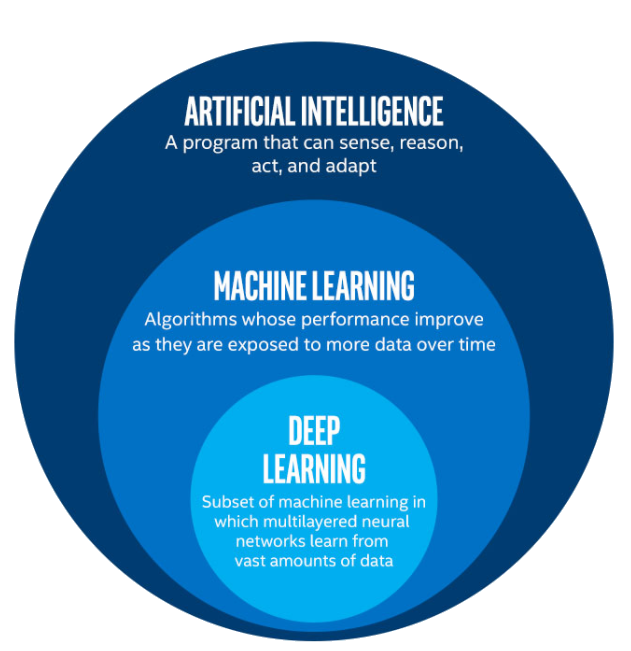 ARTIFICIAL INTELLIGENCE
A program that can sense, reason,
act, and adapt
MACHINE LEARNING
Algorithms whose performance improve
as they are exposed to more data over time
DEEP
LEARNING
Subset of machine learning in
which multilayered neural
networks learn from
vast amounts of data